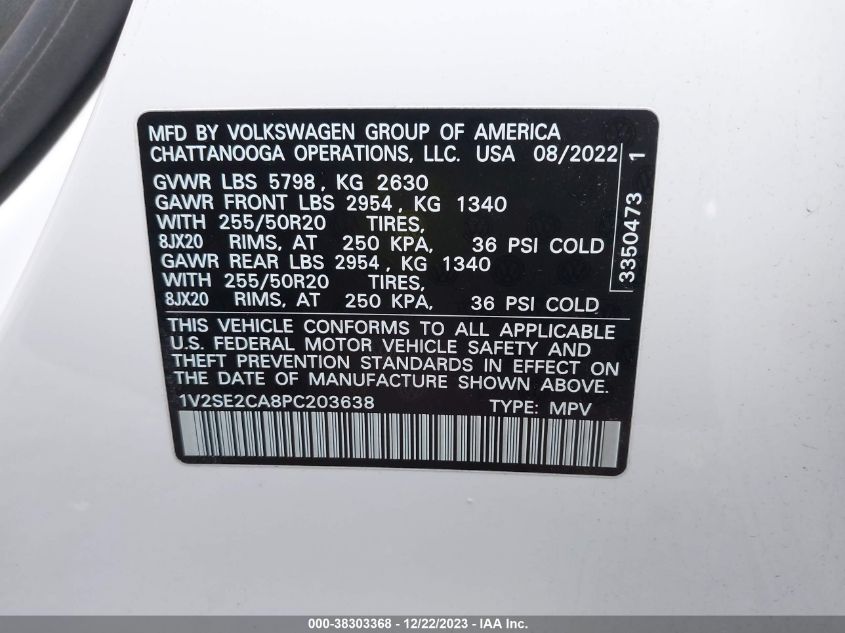 MFD BY VOLKSWAGEN GROUP OF AMERICA
CHATTANOOGA OPERATIONS, LLC. USA 08/2022
GVWR LBS 5798, KG 2630
GAWR FRONT LBS 2954, KG 1340
WITH 255/50R20 TIRES,
8JX20 RIMS, AT 250 KPA, 36 PSI COLD
GAWR REAR LBS 2954, KG 1340
WITH 255/50R20 TIRES,
8JX20 RIMS, AT 250 KPA, 36 PSI COLD
3350473 1
THIS VEHICLE CONFORMS TO ALL APPLICABLE
U.S. FEDERAL MOTOR VEHICLE SAFETY AND
THEFT PREVENTION STANDARDS IN EFFECT ON
THE DATE OF MANUFACTURE SHOWN ABOVE.
1V2SE2CA8PC203638 TYPE: MPV
000-38303368 - 12/22/2023 - IAA Inc.